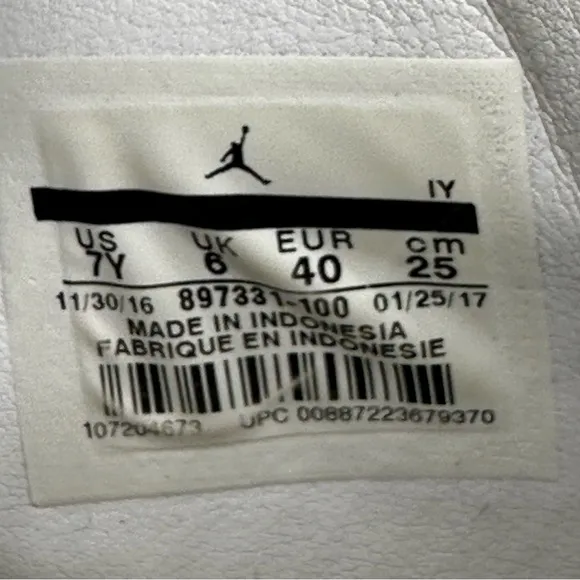 IY
US UK EUR cm
7Y 6 40 25
11/30/16 897331-100 01/25/17
MADE IN INDONESIA
FABRIQUE EN INDONESIE
107204673 UPC 00887223679370